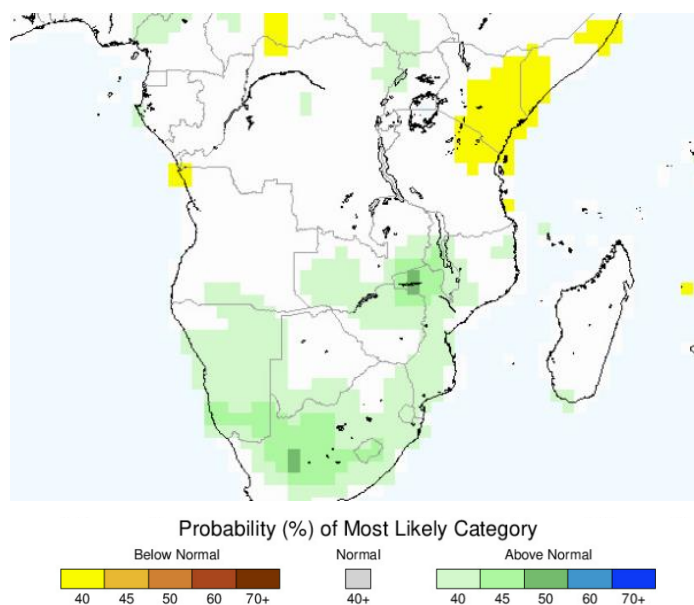 Probability (%) of Most Likely Category
Below Normal Normal Above Normal
40 45 50 60 70+ 40+ 40 45 50 60 70+